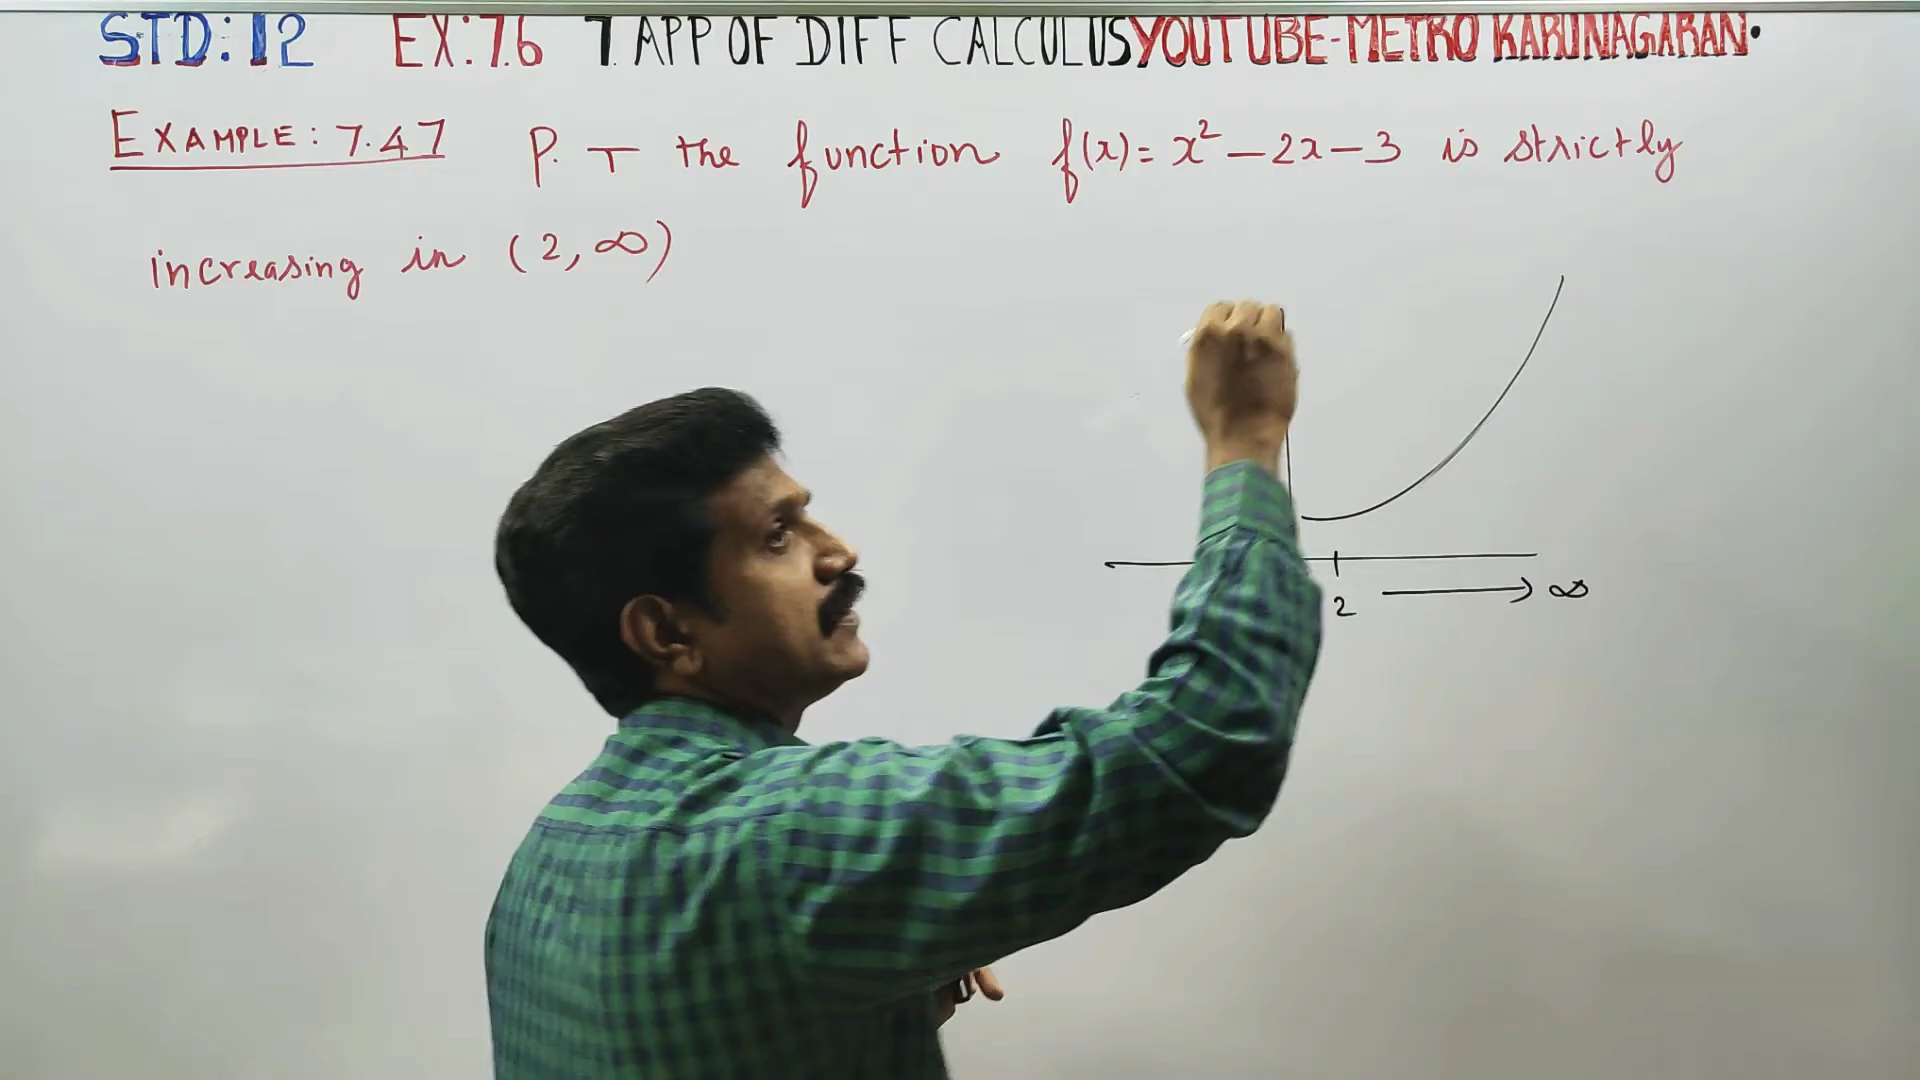 STD: 12 EX: 7.6 7. APP OF DIFF CALCULUS YOUTUBE-METRO KARUNAGARAN.
EXAMPLE: 7.47 P. T the function f(x) = x² - 2x - 3 is strictly
increasing in (2, ∞)
2 ⟶ ∞